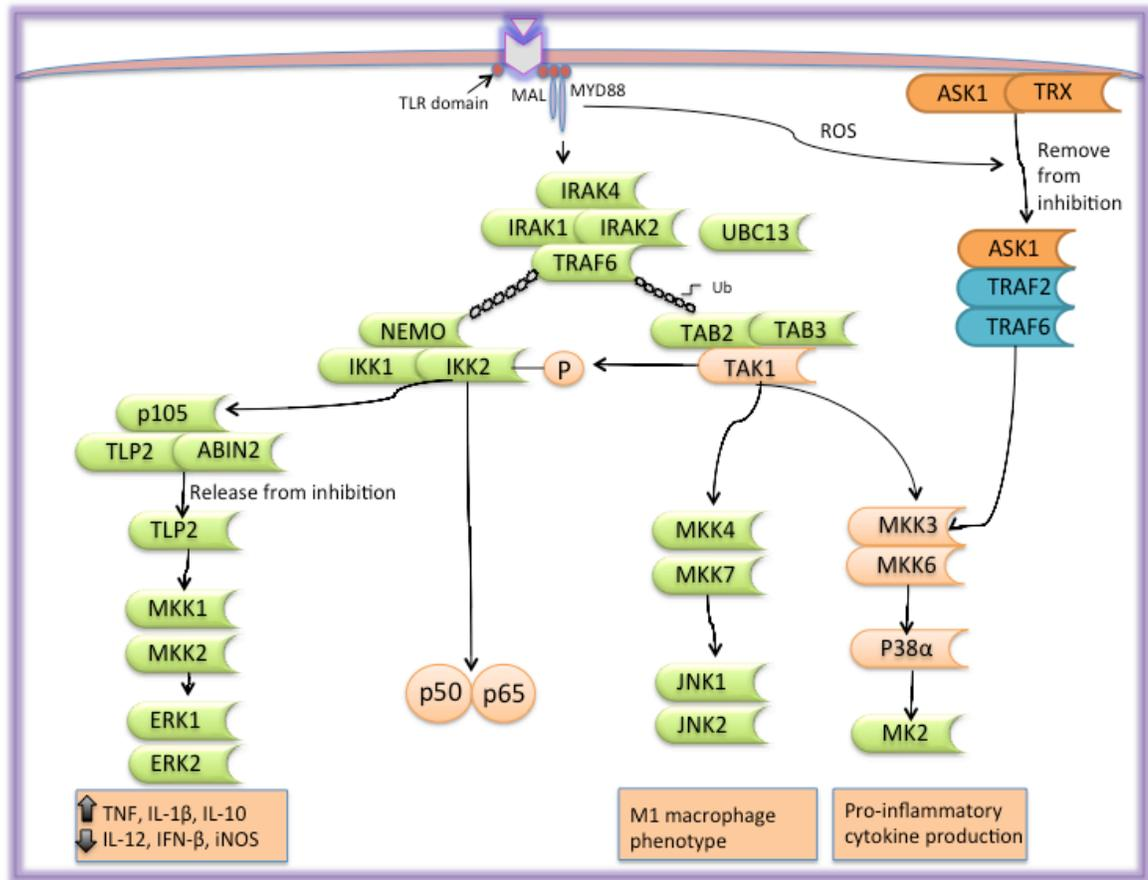 TLR domain
MAL
MYD88
ASK1
TRX
ROS
Remove
from
inhibition
IRAK4
IRAK1
IRAK2
UBC13
TRAF6
Ub
ASK1
TRAF2
TRAF6
NEMO
TAB2
TAB3
IKK1
IKK2
P
TAK1
p105
TLP2
ABIN2
Release from inhibition
TLP2
MKK1
MKK2
ERK1
ERK2
p50
p65
MKK4
MKK7
JNK1
JNK2
MKK3
MKK6
P38α
MK2
TNF, IL-1β, IL-10
IL-12, IFN-β, iNOS
M1 macrophage
phenotype
Pro-inflammatory
cytokine production